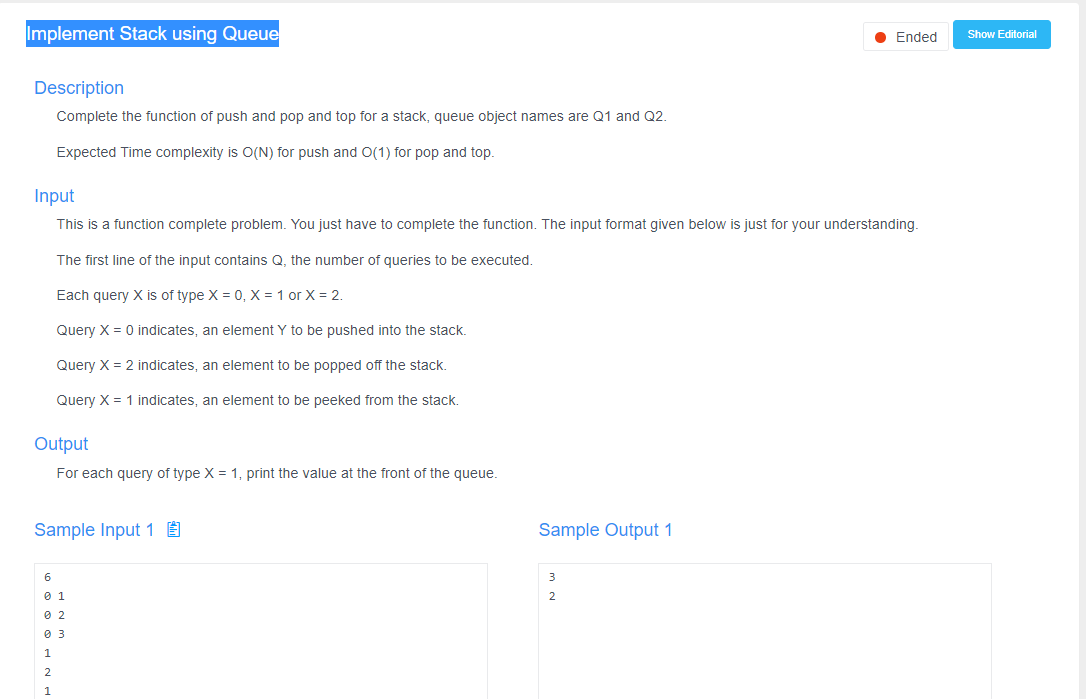 Implement Stack using Queue
Ended
Show Editorial
Description
Complete the function of push and pop and top for a stack, queue object names are Q1 and Q2.
Expected Time complexity is O(N) for push and O(1) for pop and top.
Input
This is a function complete problem. You just have to complete the function. The input format given below is just for your understanding.
The first line of the input contains Q, the number of queries to be executed.
Each query X is of type X = 0, X = 1 or X = 2.
Query X = 0 indicates, an element Y to be pushed into the stack.
Query X = 2 indicates, an element to be popped off the stack.
Query X = 1 indicates, an element to be peeked from the stack.
Output
For each query of type X = 1, print the value at the front of the queue.
Sample Input 1
6
0 1
0 2
0 3
1
2
1
Sample Output 1
3
2